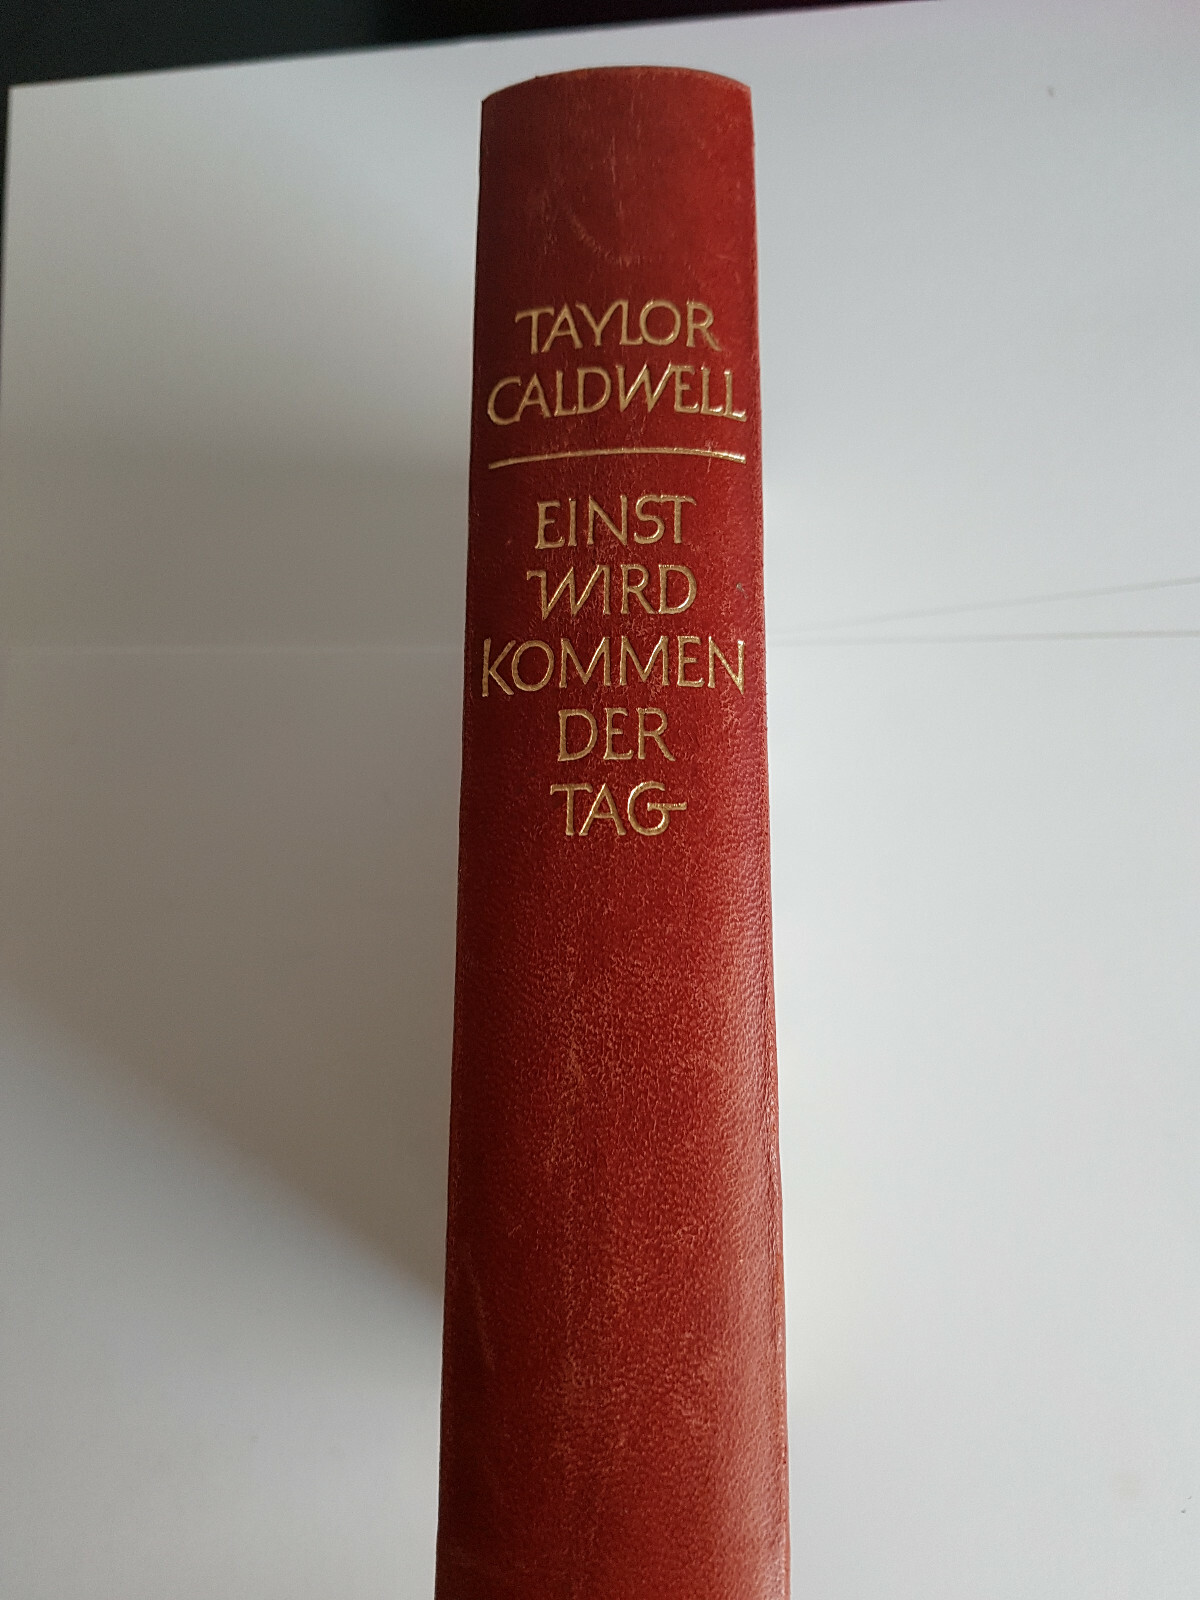 TAYLOR
CALDWELL
EINST
WIRD
KOMMEN
DER
TAG